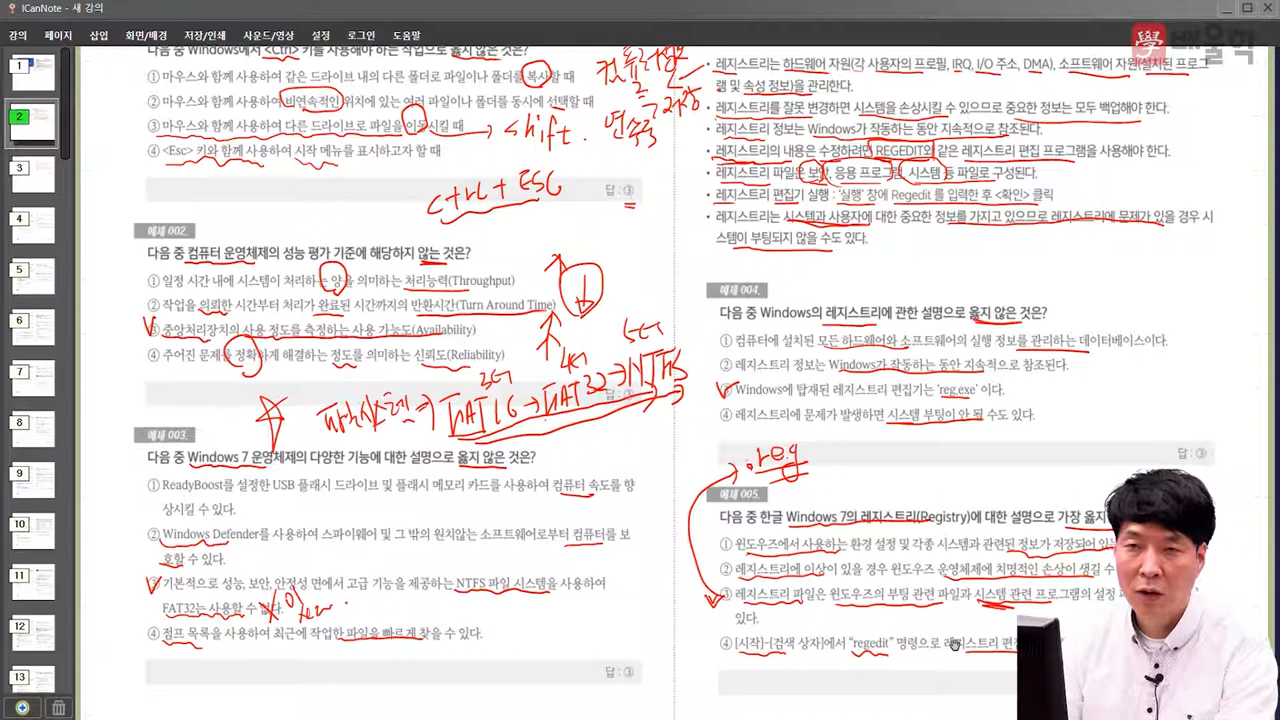 ICanNote - 새 강의
강의 페이지 삽입 화면/배경 저장/인쇄 사운드/영상 설정 로그인 도움말
學 배울학
1
2
3
4
5
6
7
8
9
10
11
12
13
다음 중 Windows에서 <Ctrl> 키를 사용해야 하는 작업으로 옳지 않은 것은?
① 마우스와 함께 사용하여 같은 드라이브 내의 다른 폴더로 파일이나 폴더를 복사할 때
② 마우스와 함께 사용하여 비연속적인 위치에 있는 여러 파일이나 폴더를 동시에 선택할 때
③ 마우스와 함께 사용하여 다른 드라이브로 파일을 이동시킬 때
④ <Esc> 키와 함께 사용하여 시작 메뉴를 표시하고자 할 때
shift.
연속
Ctrl + ESC
답 : ③
예제 002.
다음 중 컴퓨터 운영체제의 성능 평가 기준에 해당하지 않는 것은?
① 일정 시간 내에 시스템이 처리하는 양을 의미하는 처리능력(Throughput)
② 작업을 의뢰한 시간부터 처리가 완료된 시간까지의 반환시간(Turn Around Time)
③ 중앙처리장치의 사용 정도를 측정하는 사용 가능도(Availability)
④ 주어진 문제를 정확하게 해결하는 정도를 의미하는 신뢰도(Reliability)
답 : ③
파일시스템 ⇒ FAT16 → FAT32 → NTFS
예제 003.
다음 중 Windows 7 운영체제의 다양한 기능에 대한 설명으로 옳지 않은 것은?
① ReadyBoost를 설정한 USB 플래시 드라이브 및 플래시 메모리 카드를 사용하여 컴퓨터 속도를 향
상시킬 수 있다.
② Windows Defender를 사용하여 스파이웨어 및 그 밖의 원치않는 소프트웨어로부터 컴퓨터를 보
호할 수 있다.
③ 기본적으로 성능, 보안, 안정성 면에서 고급 기능을 제공하는 NTFS 파일 시스템을 사용하여
FAT32는 사용할 수 없다.
④ 점프 목록을 사용하여 최근에 작업한 파일을 빠르게 찾을 수 있다.
답 : ③
• 레지스트리는 하드웨어 자원(각 사용자의 프로필, IRQ, I/O 주소, DMA), 소프트웨어 자원(설치된 프로그
램 및 속성 정보)을 관리한다.
• 레지스트리를 잘못 변경하면 시스템을 손상시킬 수 있으므로 중요한 정보는 모두 백업해야 한다.
• 레지스트리 정보는 Windows가 작동하는 동안 지속적으로 참조된다.
• 레지스트리의 내용은 수정하려면 REGEDIT와 같은 레지스트리 편집 프로그램을 사용해야 한다.
• 레지스트리 파일은 보안, 응용 프로그램, 시스템 등 파일로 구성된다.
• 레지스트리 편집기 실행 : '실행' 창에 Regedit 를 입력한 후 <확인> 클릭
• 레지스트리는 시스템과 사용자에 대한 중요한 정보를 가지고 있으므로 레지스트리에 문제가 있을 경우 시
스템이 부팅되지 않을 수도 있다.
예제 004.
다음 중 Windows의 레지스트리에 관한 설명으로 옳지 않은 것은?
① 컴퓨터에 설치된 모든 하드웨어와 소프트웨어의 실행 정보를 관리하는 데이터베이스이다.
② 레지스트리 정보는 Windows가 작동하는 동안 지속적으로 참조된다.
③ Windows에 탑재된 레지스트리 편집기는 'reg.exe' 이다.
④ 레지스트리에 문제가 발생하면 시스템 부팅이 안 될 수도 있다.
답 : ③
.reg
예제 005.
다음 중 한글 Windows 7의 레지스트리(Registry)에 대한 설명으로 가장 옳지
① 윈도우즈에서 사용하는 환경 설정 및 각종 시스템과 관련된 정보가 저장되어 있
② 레지스트리에 이상이 있을 경우 윈도우즈 운영체제에 치명적인 손상이 생길 수
③ 레지스트리 파일은 윈도우즈의 부팅 관련 파일과 시스템 관련 프로그램의 설정
있다.
④ [시작]-[검색 상자]에서 "regedit" 명령으로 레지스트리 편집